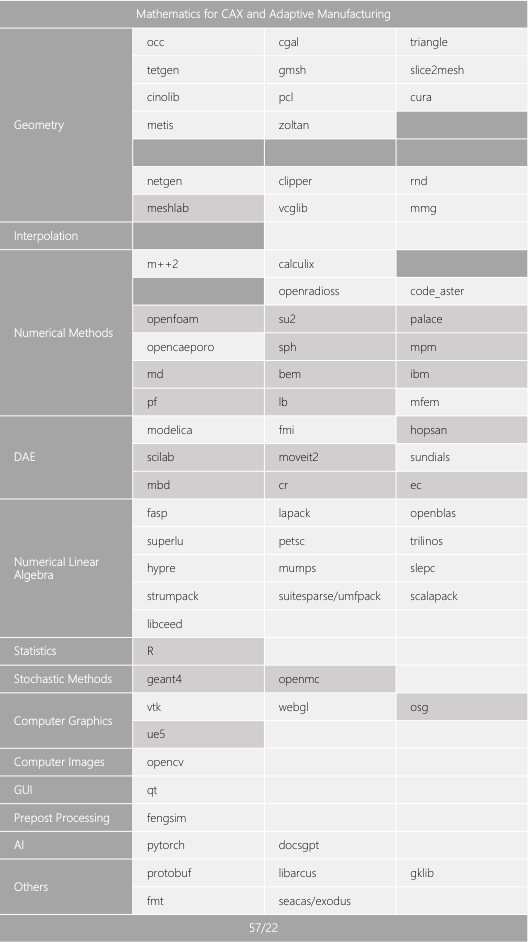 Mathematics for CAX and Adaptive Manufacturing
Geometry
occ cgal triangle
tetgen gmsh slice2mesh
cinolib pcl cura
metis zoltan
netgen clipper rnd
meshlab vcglib mmg
Interpolation
Numerical Methods
m++2 calculix
openradioss code_aster
openfoam su2 palace
opencaeporo sph mpm
md bem ibm
pf lb mfem
DAE
modelica fmi hopsan
scilab moveit2 sundials
mbd cr ec
Numerical Linear
Algebra
fasp lapack openblas
superlu petsc trilinos
hypre mumps slepc
strumpack suitesparse/umfpack scalapack
libceed
Statistics R
Stochastic Methods geant4 openmc
Computer Graphics
vtk webgl osg
ue5
Computer Images opencv
GUI qt
Prepost Processing fengsim
AI pytorch docsgpt
Others
protobuf libarcus gklib
fmt seacas/exodus
57/22